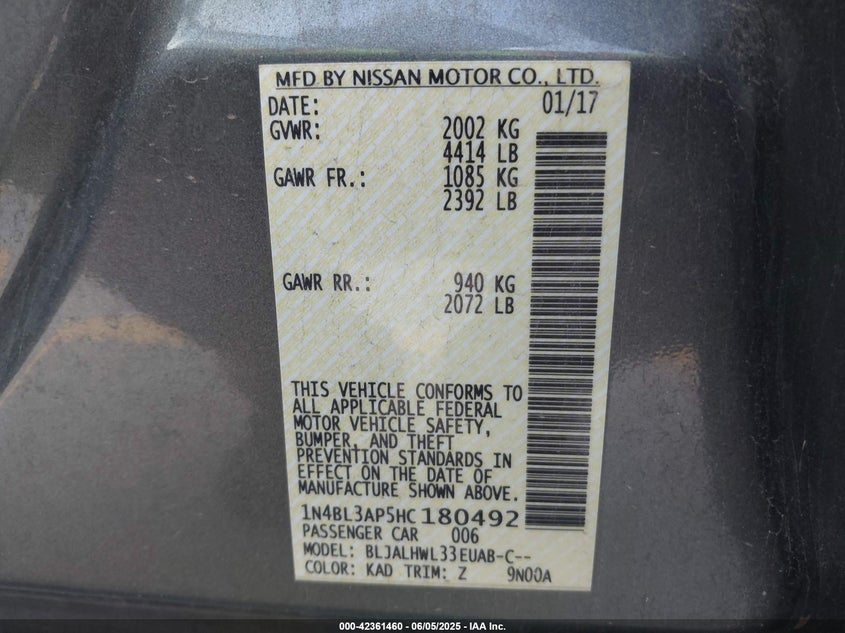 MFD BY NISSAN MOTOR CO., LTD.
DATE: 01/17
GVWR: 2002 KG
4414 LB
GAWR FR.: 1085 KG
2392 LB
GAWR RR.: 940 KG
2072 LB
THIS VEHICLE CONFORMS TO
ALL APPLICABLE FEDERAL
MOTOR VEHICLE SAFETY,
BUMPER, AND THEFT
PREVENTION STANDARDS IN
EFFECT ON THE DATE OF
MANUFACTURE SHOWN ABOVE.
1N4BL3AP5HC180492
PASSENGER CAR 006
MODEL: BLJALHWL33EUAB-C--
COLOR: KAD TRIM: Z 9N00A
000-42361460 - 06/05/2025 - IAA Inc.